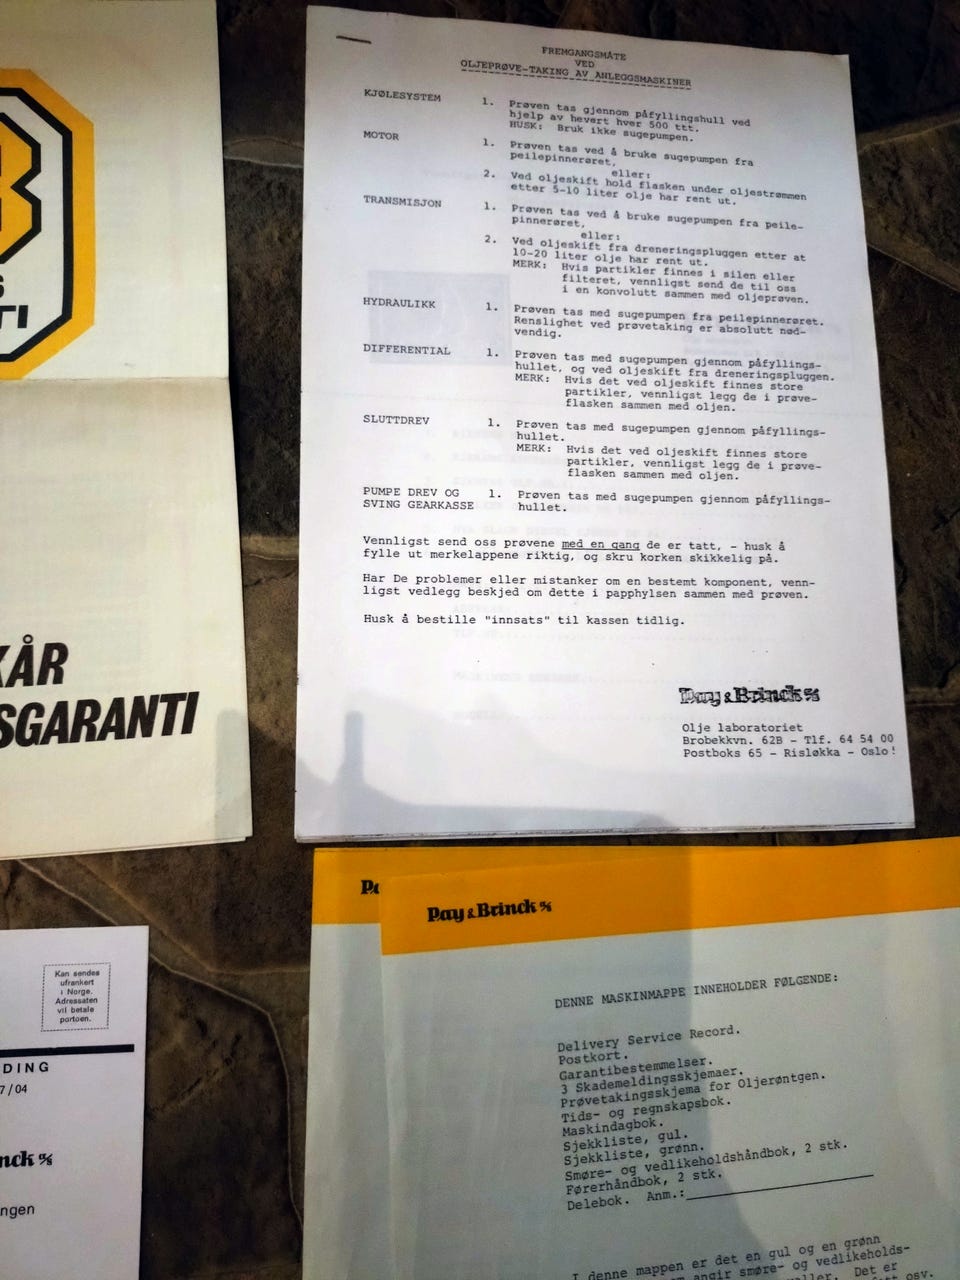 FREMGANGSMÅTE
VED
OLJEPRØVE-TAKING AV ANLEGGSMASKINER
KJØLESYSTEM 1. Prøven tas gjennom påfyllingshull ved
hjelp av hevert hver 500 ttt.
HUSK: Bruk ikke sugepumpen.
MOTOR
1. Prøven tas ved å bruke sugepumpen fra
peilepinnerøret,
eller:
2. Ved oljeskift hold flasken under oljestrømmen
etter 5-10 liter olje har rent ut.
TRANSMISJON 1. Prøven tas ved å bruke sugepumpen fra peile-
pinnerøret,
eller:
2. Ved oljeskift fra dreneringspluggen etter at
10-20 liter olje har rent ut.
MERK: Hvis partikler finnes i silen eller
filteret, vennligst send de til oss
i en konvolutt sammen med oljeprøven.
HYDRAULIKK 1. Prøven tas med sugepumpen fra peilepinnerøret.
Renslighet ved prøvetaking er absolutt nød-
vendig.
DIFFERENTIAL 1. Prøven tas med sugepumpen gjennom påfyllings-
hullet, og ved oljeskift fra dreneringspluggen.
MERK: Hvis det ved oljeskift finnes store
partikler, vennligst legg de i prøve-
flasken sammen med oljen.
SLUTTDREV 1. Prøven tas med sugepumpen gjennom påfyllings-
hullet.
MERK: Hvis det ved oljeskift finnes store
partikler, vennligst legg de i prøve-
flasken sammen med oljen.
PUMPE DREV OG 1. Prøven tas med sugepumpen gjennom påfyllings-
SVING GEARKASSE hullet.
Vennligst send oss prøvene med en gang de er tatt, - husk å
fylle ut merkelappene riktig, og skru korken skikkelig på.
Har De problemer eller mistanker om en bestemt komponent, venn-
ligst vedlegg beskjed om dette i papphylsen sammen med prøven.
Husk å bestille "innsats" til kassen tidlig.
Pay & Brinck A/S
Olje laboratoriet
Brobekkvn. 62B - Tlf. 64 54 00
Postboks 65 - Risløkka - Oslo
S
TI
KÅR
SGARANTI
Kan sendes
ufrankert
i Norge.
Adressaten
vil betale
portoen.
DING
7/04
nck A/S
ngen
Pa
Pay & Brinck A/S
DENNE MASKINMAPPE INNEHOLDER FØLGENDE:
Delivery Service Record.
Postkort.
Garantibestemmelser.
3 Skademeldingsskjemaer.
Prøvetakingsskjema for Oljerøntgen.
Tids- og regnskapsbok.
Maskindagbok.
Sjekkliste, gul.
Sjekkliste, grønn.
Smøre- og vedlikeholdshåndbok, 2 stk.
Førerhåndbok, 2 stk.
Delebok. Anm.:
I denne mappen er det en gul og en grønn
om angir smøre- og vedlikeholds-
Det er
osv.